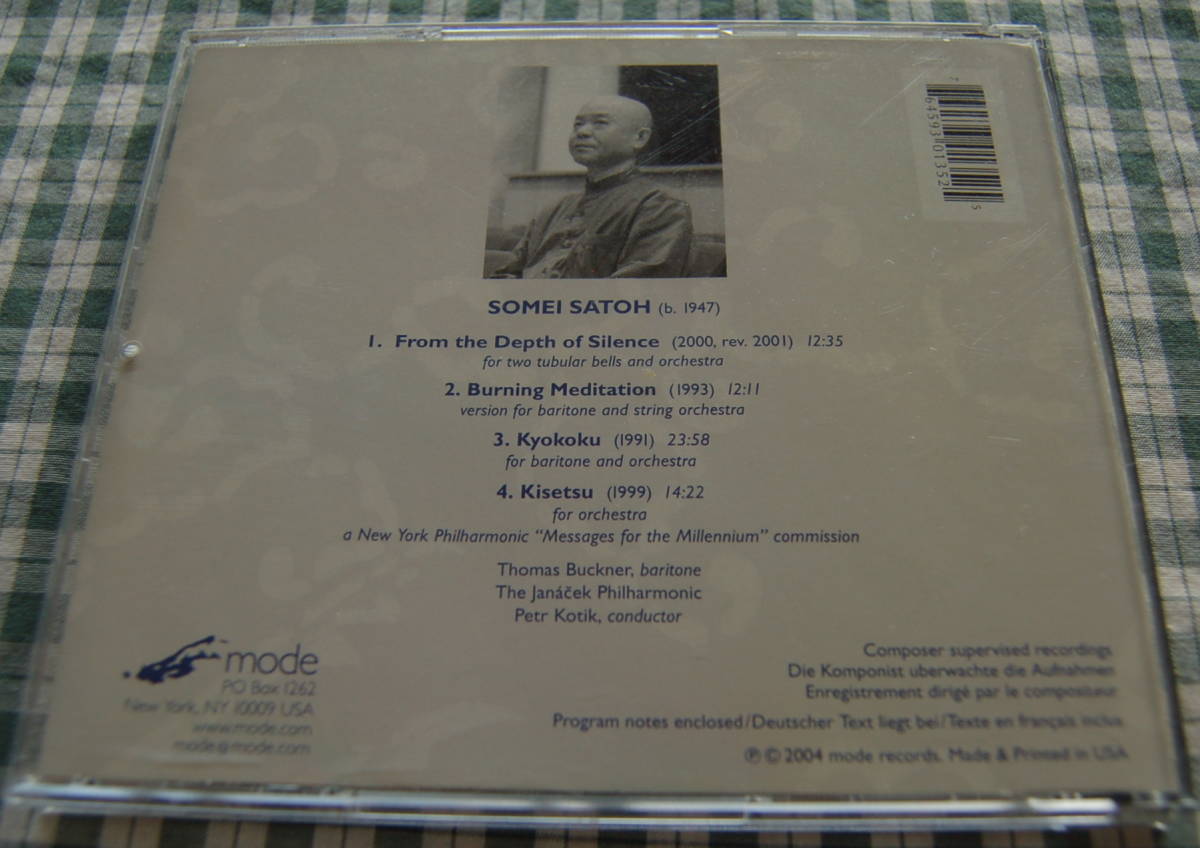 7 64593 01352 5
SOMEI SATOH (b. 1947)
1. From the Depth of Silence (2000, rev. 2001) 12:35
for two tubular bells and orchestra
2. Burning Meditation (1993) 12:11
version for baritone and string orchestra
3. Kyokoku (1991) 23:58
for baritone and orchestra
4. Kisetsu (1999) 14:22
for orchestra
a New York Philharmonic “Messages for the Millennium” commission
Thomas Buckner, baritone
The Janáček Philharmonic
Petr Kotik, conductor
mode
PO Box 1262
New York, NY 10009 USA
www.mode.com
mode@mode.com
Composer supervised recordings
Die Komponist uberwachte die Aufnahmen
Enregistrement dirigé par le compositeur
Program notes enclosed/Deutscher Text liegt bei/Texte en français inclus
℗ © 2004 mode records. Made & Printed in USA